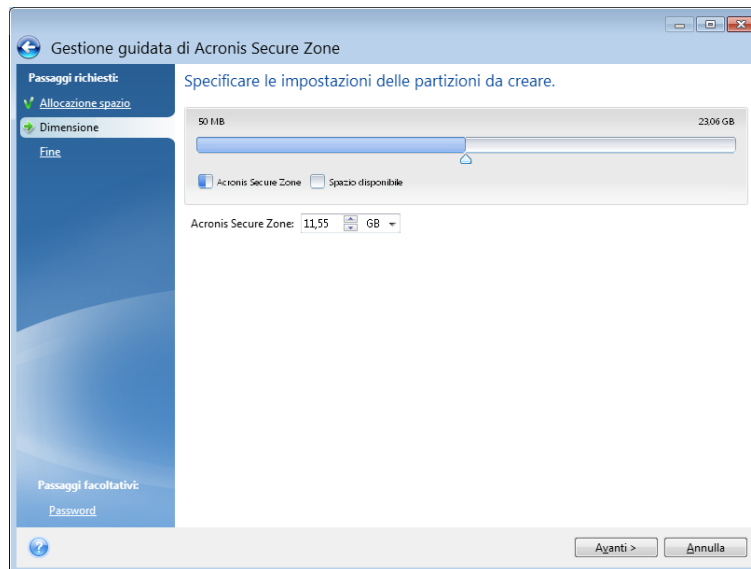 Gestione guidata di Acronis Secure Zone
Passaggi richiesti:
Allocazione spazio
Dimensione
Fine
Specificare le impostazioni delle partizioni da creare.
50 MB 23,06 GB
Acronis Secure Zone Spazio disponibile
Acronis Secure Zone: 11,55 GB
Passaggi facoltativi:
Password
Avanti > Annulla